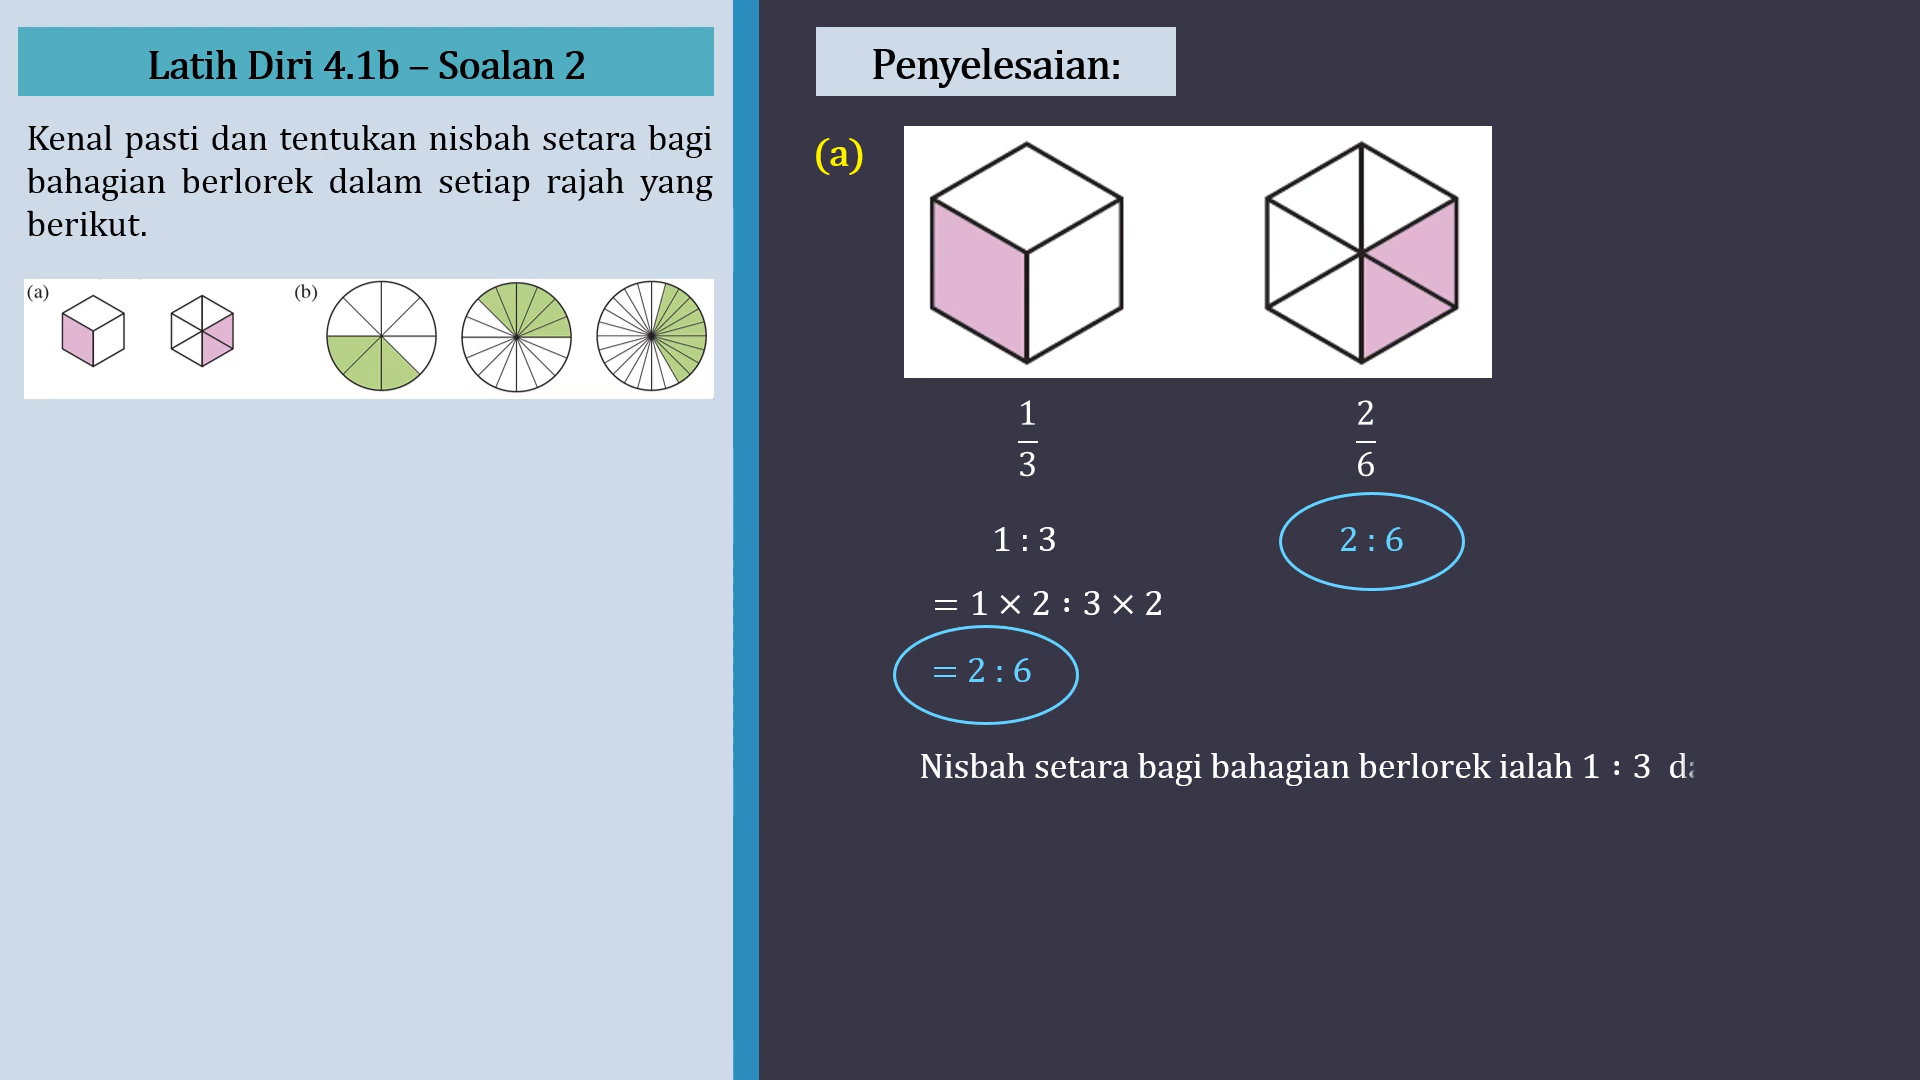 Latih Diri 4.1b – Soalan 2
Kenal pasti dan tentukan nisbah setara bagi
bahagian berlorek dalam setiap rajah yang
berikut.
(a)
(b)
Penyelesaian:
(a)
1
3
2
6
1 : 3
2 : 6
= 1 × 2 : 3 × 2
= 2 : 6
Nisbah setara bagi bahagian berlorek ialah 1 : 3